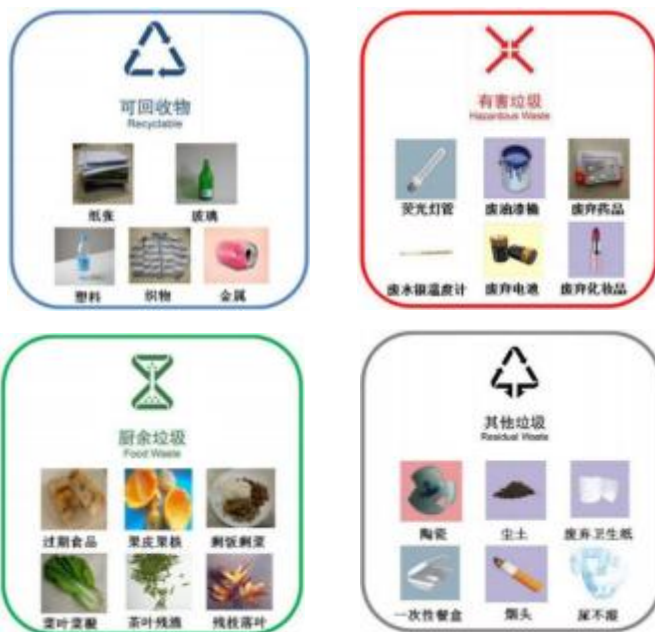 可回收物
Recyclable
纸张 玻璃
塑料 织物 金属
有害垃圾
Hazardous Waste
荧光灯管 废油漆桶 废弃药品
废水银温度计 废弃电池 废弃化妆品
厨余垃圾
Food Waste
过期食品 果皮果核 剩饭剩菜
菜叶菜梗 茶叶残渣 残枝落叶
其他垃圾
Residual Waste
陶瓷 尘土 废弃卫生纸
一次性餐盒 烟头 尿不湿